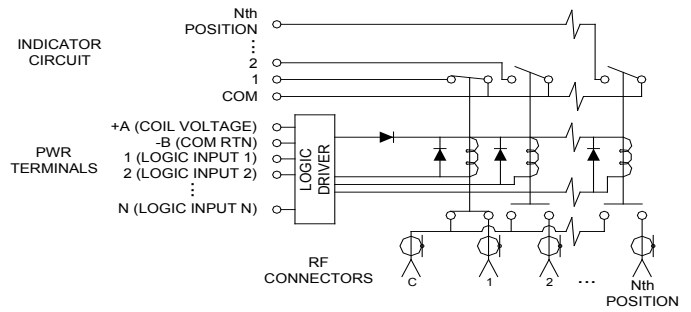 Nth
POSITION
⋮
2
1
COM
INDICATOR
CIRCUIT
+A (COIL VOLTAGE)
-B (COM RTN)
1 (LOGIC INPUT 1)
2 (LOGIC INPUT 2)
⋮
N (LOGIC INPUT N)
PWR
TERMINALS
LOGIC
DRIVER
RF
CONNECTORS
C
1
2
...
Nth
POSITION